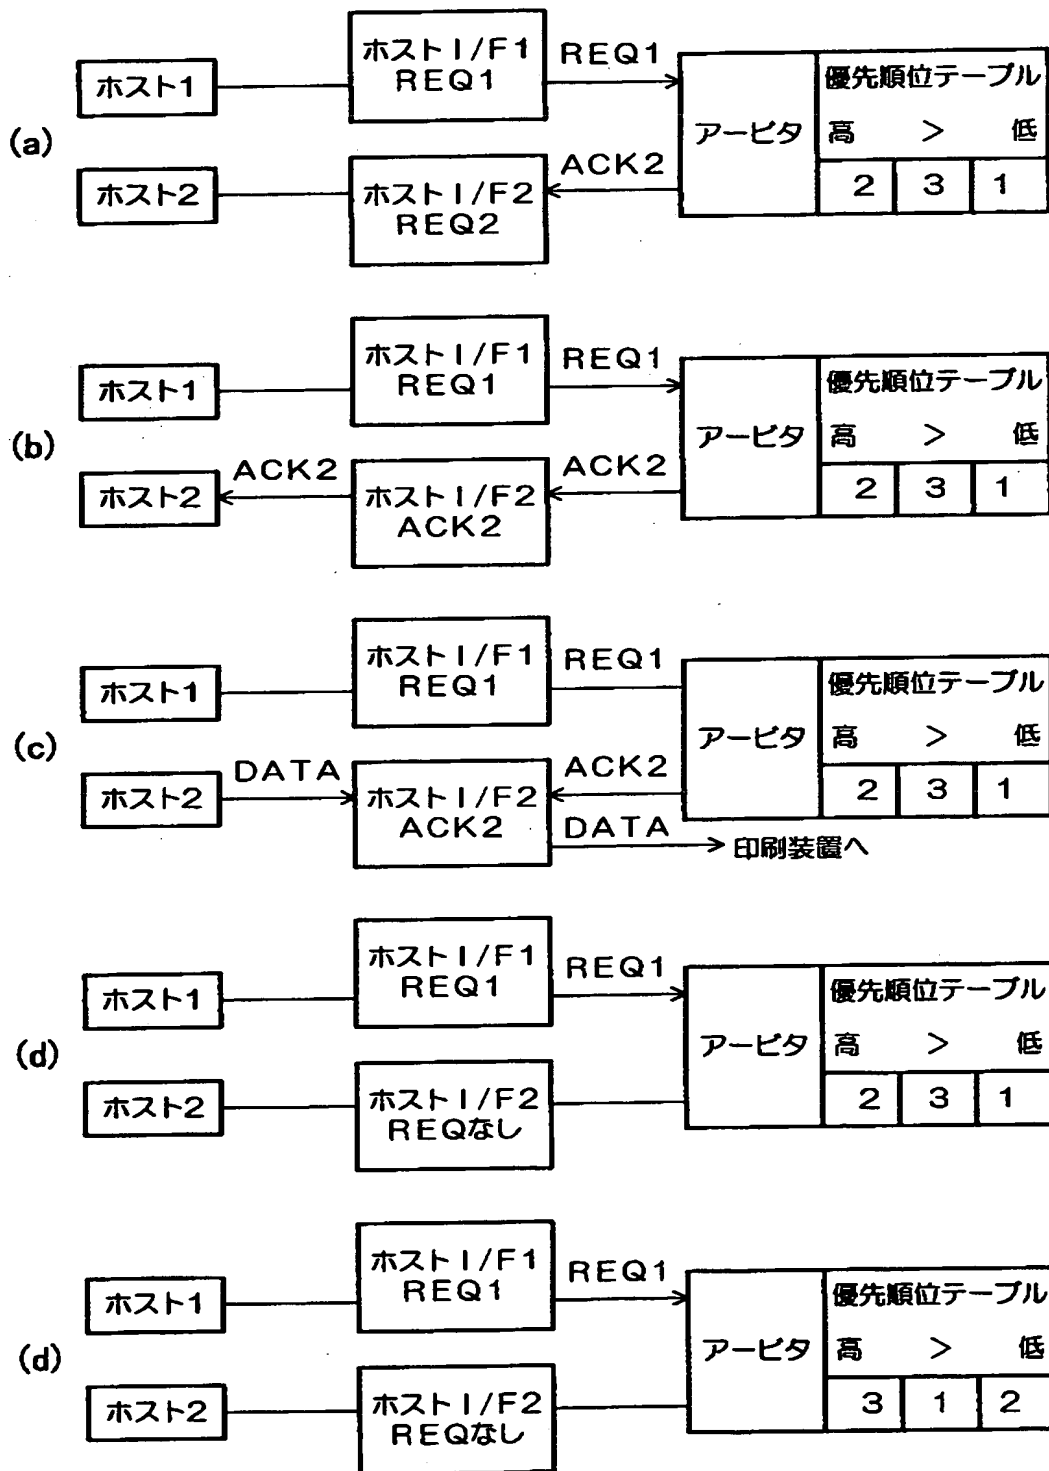 (a)
ホスト1
ホストI/F1
REQ1
REQ1
ホスト2
ホストI/F2
REQ2
ACK2
アービタ
優先順位テーブル
高 > 低
2 3 1
(b)
ホスト1
ホストI/F1
REQ1
REQ1
ホスト2
ACK2
ホストI/F2
ACK2
ACK2
アービタ
優先順位テーブル
高 > 低
2 3 1
(c)
ホスト1
ホストI/F1
REQ1
REQ1
ホスト2
DATA
ホストI/F2
ACK2
ACK2
DATA
印刷装置へ
アービタ
優先順位テーブル
高 > 低
2 3 1
(d)
ホスト1
ホストI/F1
REQ1
REQ1
ホスト2
ホストI/F2
REQなし
アービタ
優先順位テーブル
高 > 低
2 3 1
(d)
ホスト1
ホストI/F1
REQ1
REQ1
ホスト2
ホストI/F2
REQなし
アービタ
優先順位テーブル
高 > 低
3 1 2